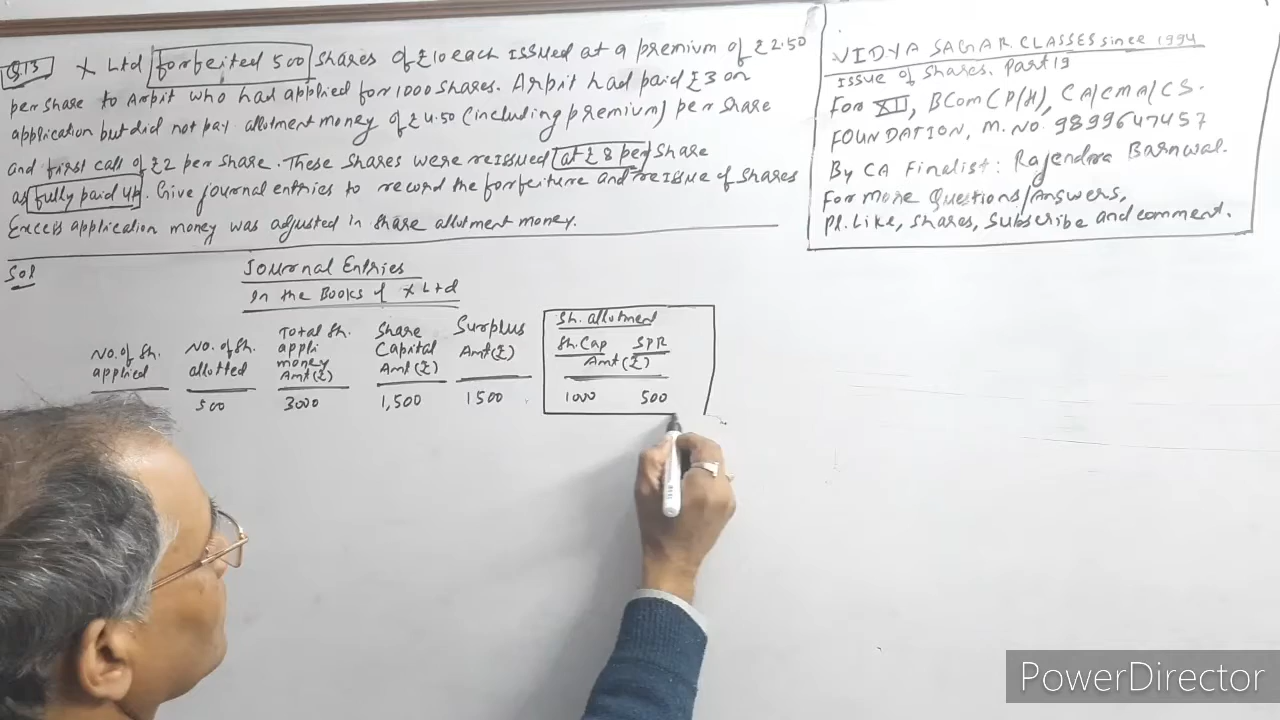 Q.13 X Ltd forfeited 500 shares of ₹10 each issued at a premium of ₹2.50
per share to Arpit who had applied for 1000 shares. Arpit had paid ₹3 on
application but did not pay allotment money of ₹4.50 (including premium) per share
and first call of ₹2 per share. These shares were reissued at ₹8 per share
as fully paid up. Give journal entries to record the forfeiture and reissue of shares
Excess application money was adjusted in share allotment money.
VIDYA SAGAR CLASSES since 1994
Issue of Shares. Part 19
For XII, BCom(P/H), CA/CMA/CS.
FOUNDATION, M.NO. 9899647457
By CA Finalist: Rajendra Barnwal.
For more Questions/Answers,
Pl. Like, Shares, Subscribe and comment.
Sol
Journal Entries
In the Books of X Ltd
No. of Sh. applied
No. of Sh. allotted
Total Sh. appli money Amt(₹)
Share Capital Amt(₹)
Surplus Amt(₹)
Sh. allotment
Sh. Cap SPR
Amt(₹)
500 3000 1,500 1500 1000 500
PowerDirector